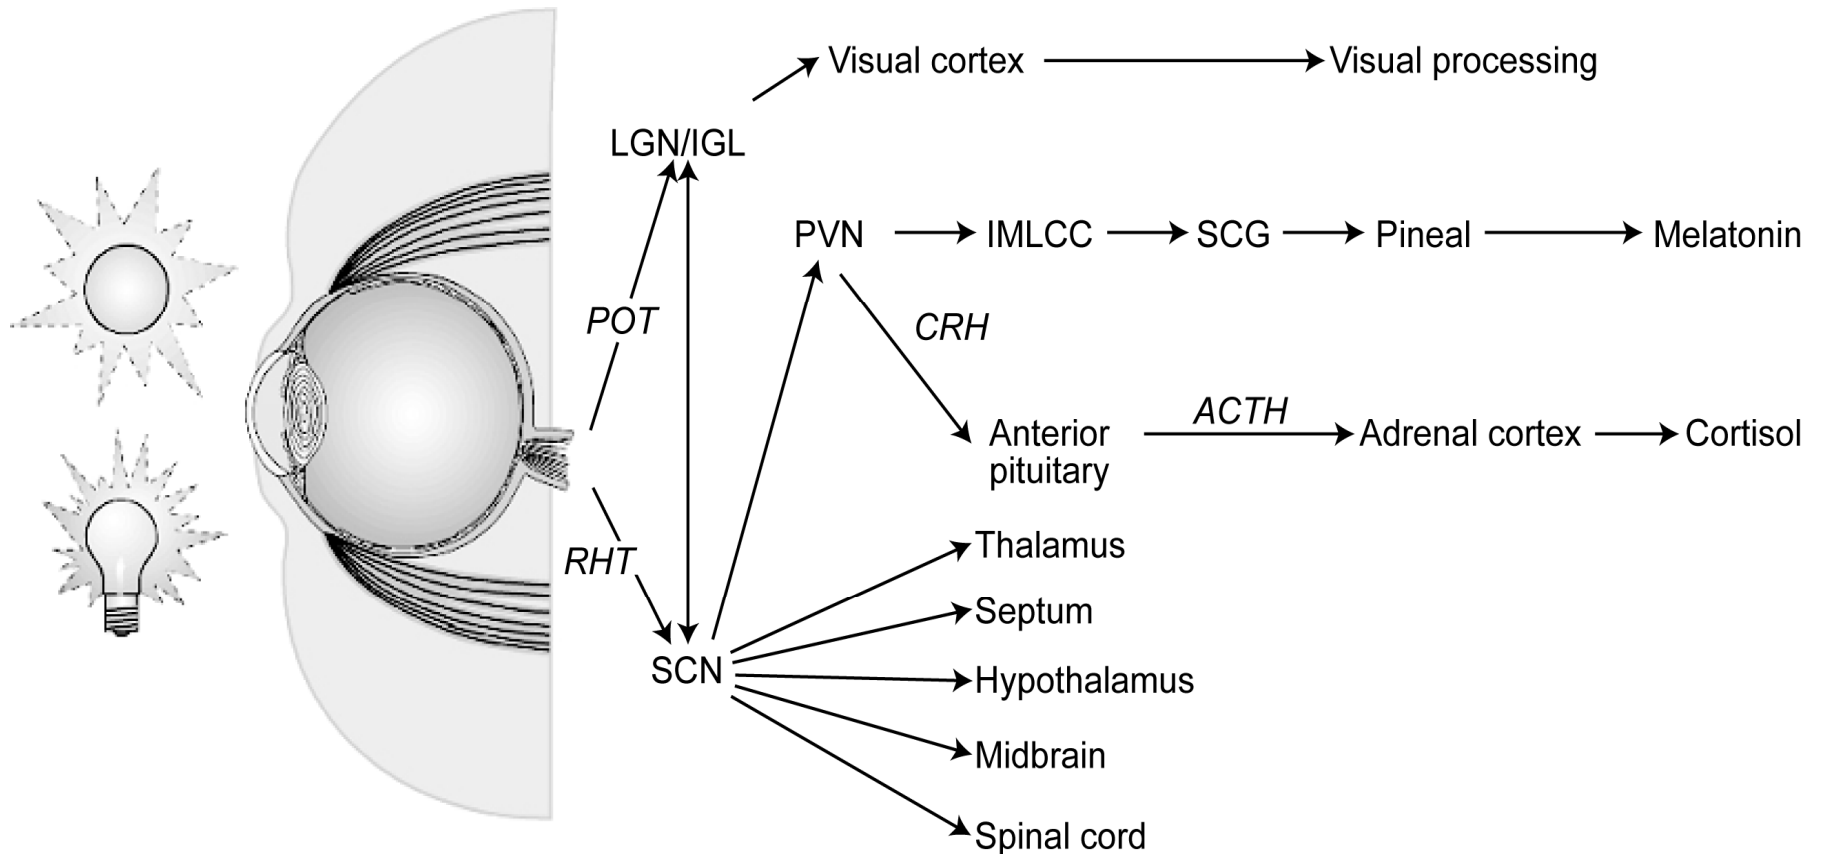 Visual cortex
Visual processing
LGN/IGL
PVN
IMLCC
SCG
Pineal
Melatonin
POT
CRH
ACTH
Anterior
pituitary
Adrenal cortex
Cortisol
RHT
Thalamus
Septum
SCN
Hypothalamus
Midbrain
Spinal cord